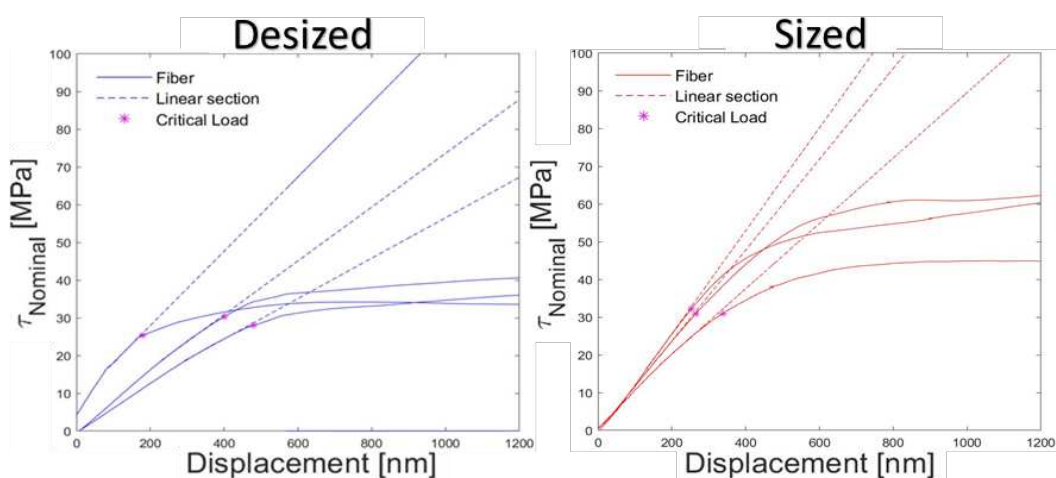 Desized
Sized
100
90
80
70
60
50
40
30
20
10
0
τNominal [MPa]
Fiber
Linear section
Critical Load
0 200 400 600 800 1000 1200
Displacement [nm]
100
90
80
70
60
50
40
30
20
10
0
τNominal [MPa]
Fiber
Linear section
Critical Load
0 200 400 600 800 1000 1200
Displacement [nm]